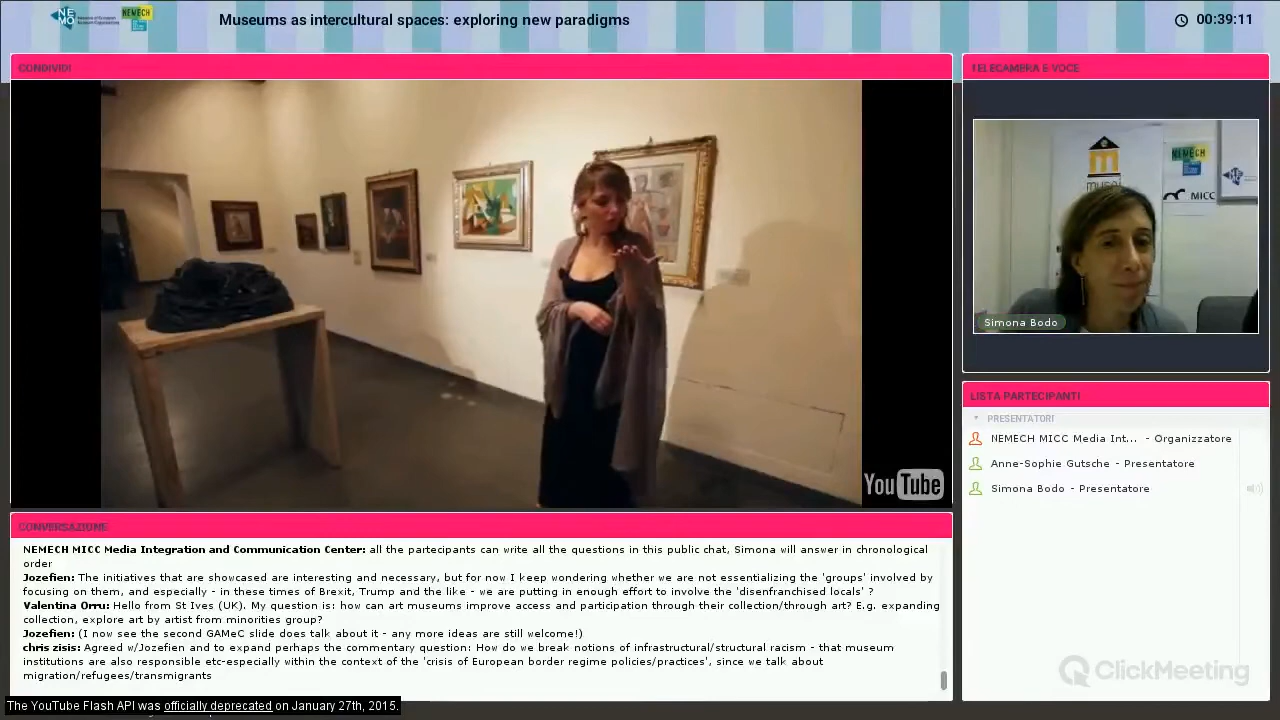 NE
MO
NEMECH
Museums as intercultural spaces: exploring new paradigms
00:39:11
CONDIVIDI
TELECAMERA E VOCE
NEMECH
MICC
Simona Bodo
YouTube
LISTA PARTECIPANTI
PRESENTATORI
NEMECH MICC Media Int... - Organizzatore
Anne-Sophie Gutsche - Presentatore
Simona Bodo - Presentatore
CONVERSAZIONE
NEMECH MICC Media Integration and Communication Center: all the partecipants can write all the questions in this public chat, Simona will answer in chronological
order
Jozefien: The initiatives that are showcased are interesting and necessary, but for now I keep wondering whether we are not essentializing the 'groups' involved by
focusing on them, and especially - in these times of Brexit, Trump and the like - we are putting in enough effort to involve the 'disenfranchised locals' ?
Valentina Orru: Hello from St Ives (UK). My question is: how can art museums improve access and participation through their collection/through art? E.g. expanding
collection, explore art by artist from minorities group?
Jozefien: (I now see the second GAMeC slide does talk about it - any more ideas are still welcome!)
chris zisis: Agreed w/Jozefien and to expand perhaps the commentary question: How do we break notions of infrastructural/structural racism - that museum
institutions are also responsible etc-especially within the context of the 'crisis of European border regime policies/practices', since we talk about
migration/refugees/transmigrants
ClickMeeting
The YouTube Flash API was officially deprecated on January 27th, 2015.